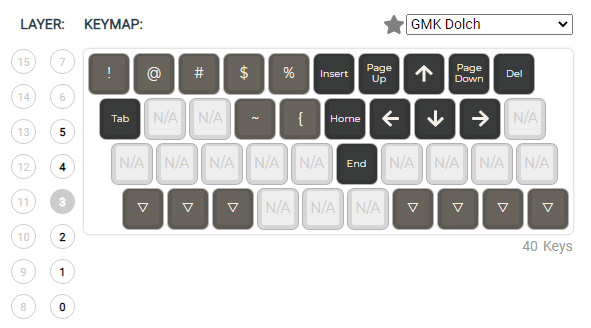 LAYER: KEYMAP: GMK Dolch
15 7 ! @ # $ % Insert Page Up ↑ Page Down Del
14 6 Tab N/A N/A ~ { Home ← ↓ → N/A
13 5
12 4 N/A N/A N/A N/A N/A End N/A N/A N/A N/A
11 3 ▽ ▽ ▽ N/A N/A N/A ▽ ▽ ▽ ▽
10 2 40 Keys
9 1
8 0